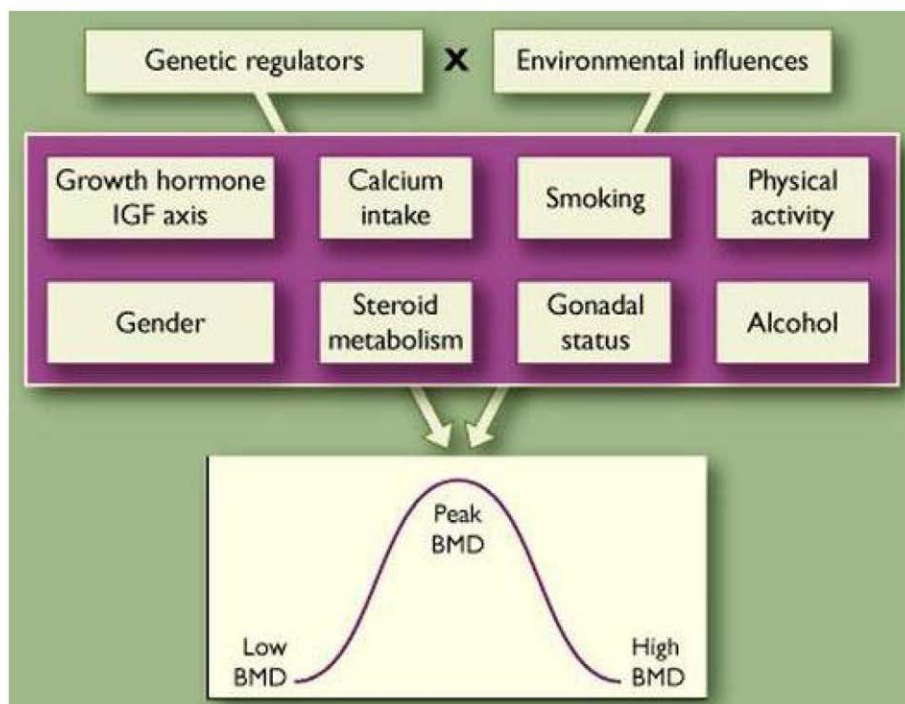 Genetic regulators
X
Environmental influences
Growth hormone
IGF axis
Calcium
intake
Smoking
Physical
activity
Gender
Steroid
metabolism
Gonadal
status
Alcohol
Peak
BMD
Low
BMD
High
BMD